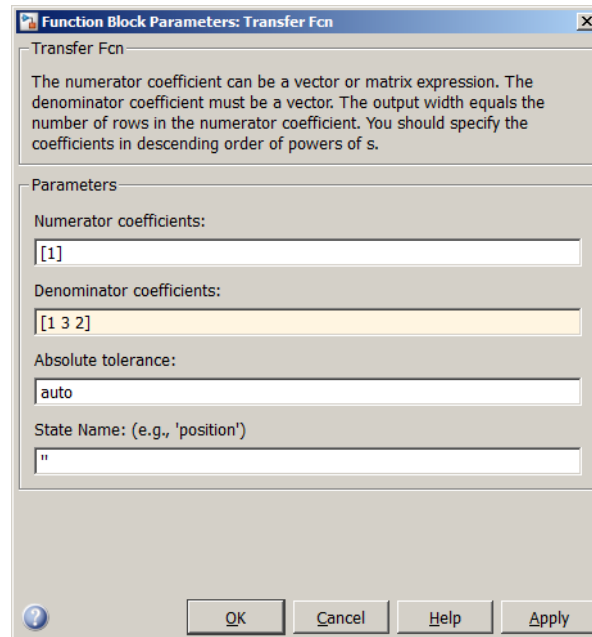 Function Block Parameters: Transfer Fcn
Transfer Fcn
The numerator coefficient can be a vector or matrix expression. The
denominator coefficient must be a vector. The output width equals the
number of rows in the numerator coefficient. You should specify the
coefficients in descending order of powers of s.
Parameters
Numerator coefficients:
[1]
Denominator coefficients:
[1 3 2]
Absolute tolerance:
auto
State Name: (e.g., 'position')
''
OK Cancel Help Apply